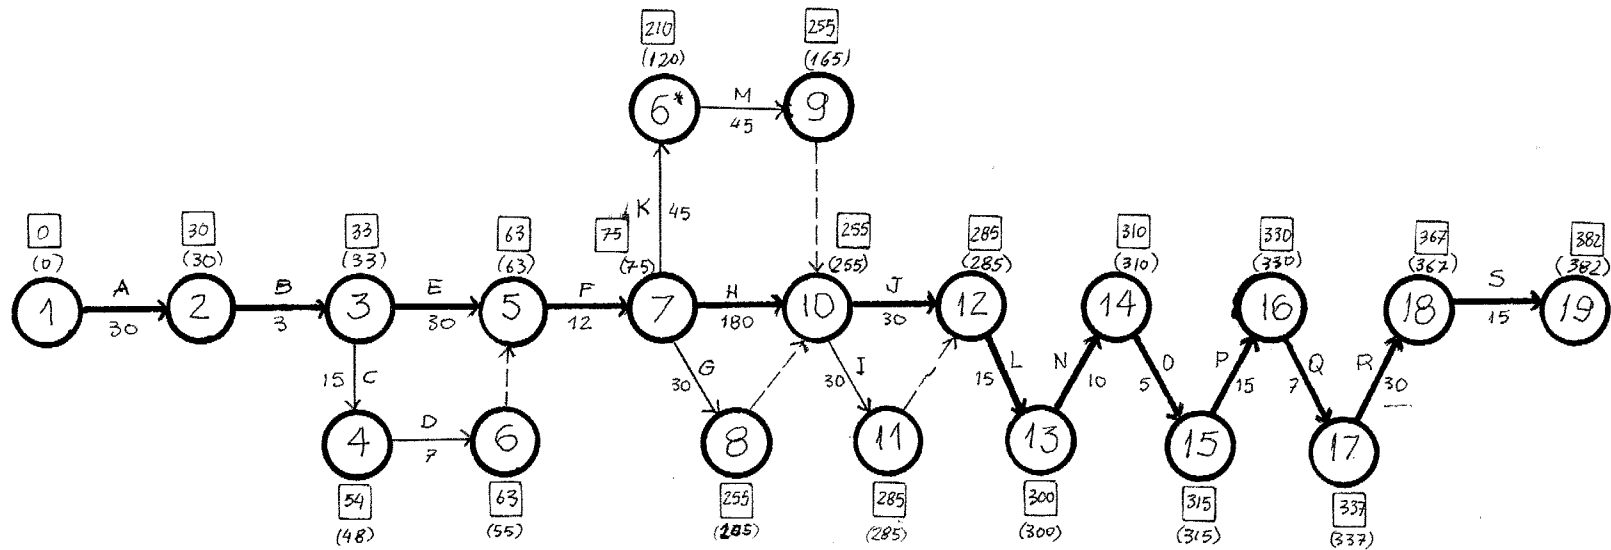 210 255
(120) (165)
6* M 9
45
K 45
0 30 33 63 75 255 285 310 330 367 382
(0) (30) (33) (63) (75) (255) (285) (310) (330) (367) (382)
1 A 2 B 3 E 5 F 7 H 10 J 12 14 16 18 S 19
30 3 30 12 180 30 15
15 C 30 G 30 I 15 L N 10 5 O P 15 7 Q R 30
4 D 6 8 11 13 15 17
7
54 63 255 285 300 315 337
(48) (55) (285) (300) (315) (337)